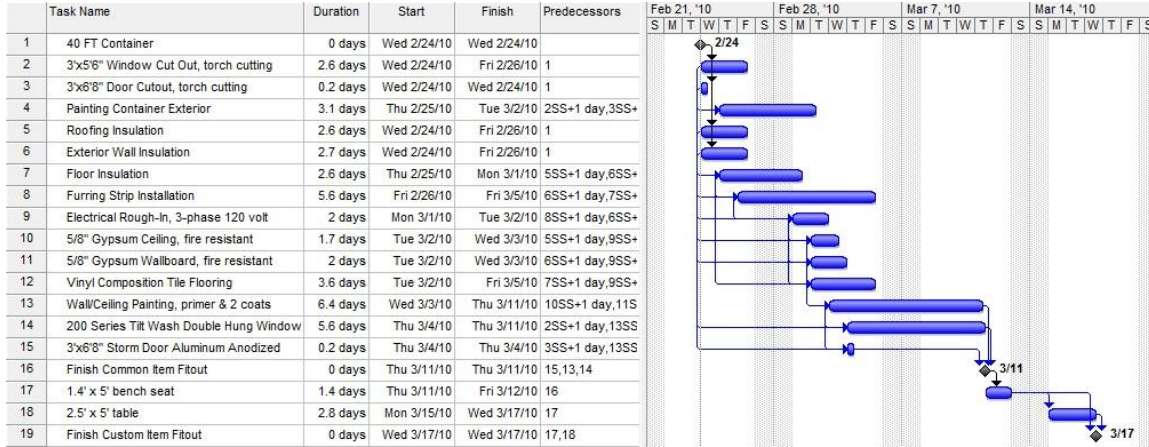 Task Name Duration Start Finish Predecessors Feb 21, '10 Feb 28, '10 Mar 7, '10 Mar 14, '10
S M T W T F S S M T W T F S S M T W T F S S M T W T F S
1 40 FT Container 0 days Wed 2/24/10 Wed 2/24/10 2/24
2 3'x5'6" Window Cut Out, torch cutting 2.6 days Wed 2/24/10 Fri 2/26/10 1
3 3'x6'8" Door Cutout, torch cutting 0.2 days Wed 2/24/10 Wed 2/24/10 1
4 Painting Container Exterior 3.1 days Thu 2/25/10 Tue 3/2/10 2SS+1 day,3SS+
5 Roofing Insulation 2.6 days Wed 2/24/10 Fri 2/26/10 1
6 Exterior Wall Insulation 2.7 days Wed 2/24/10 Fri 2/26/10 1
7 Floor Insulation 2.6 days Thu 2/25/10 Mon 3/1/10 5SS+1 day,6SS+
8 Furring Strip Installation 5.6 days Fri 2/26/10 Fri 3/5/10 6SS+1 day,7SS+
9 Electrical Rough-In, 3-phase 120 volt 2 days Mon 3/1/10 Tue 3/2/10 8SS+1 day,6SS+
10 5/8" Gypsum Ceiling, fire resistant 1.7 days Tue 3/2/10 Wed 3/3/10 5SS+1 day,9SS+
11 5/8" Gypsum Wallboard, fire resistant 2 days Tue 3/2/10 Wed 3/3/10 6SS+1 day,9SS+
12 Vinyl Composition Tile Flooring 3.6 days Tue 3/2/10 Fri 3/5/10 7SS+1 day,9SS+
13 Wall/Ceiling Painting, primer & 2 coats 6.4 days Wed 3/3/10 Thu 3/11/10 10SS+1 day,11S
14 200 Series Tilt Wash Double Hung Window 5.6 days Thu 3/4/10 Thu 3/11/10 2SS+1 day,13SS
15 3'x6'8" Storm Door Aluminum Anodized 0.2 days Thu 3/4/10 Thu 3/4/10 3SS+1 day,13SS
16 Finish Common Item Fitout 0 days Thu 3/11/10 Thu 3/11/10 15,13,14 3/11
17 1.4' x 5' bench seat 1.4 days Thu 3/11/10 Fri 3/12/10 16
18 2.5' x 5' table 2.8 days Mon 3/15/10 Wed 3/17/10 17
19 Finish Custom Item Fitout 0 days Wed 3/17/10 Wed 3/17/10 17,18 3/17